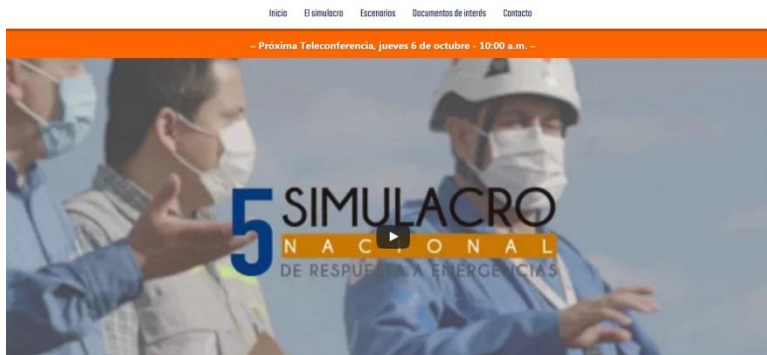 Inicio El simulacro Escenarios Documentos de interés Contacto
– Próxima Teleconferencia, jueves 6 de octubre - 10:00 a.m. –
5 SIMULACRO
NACIONAL
DE RESPUESTA A EMERGENCIAS